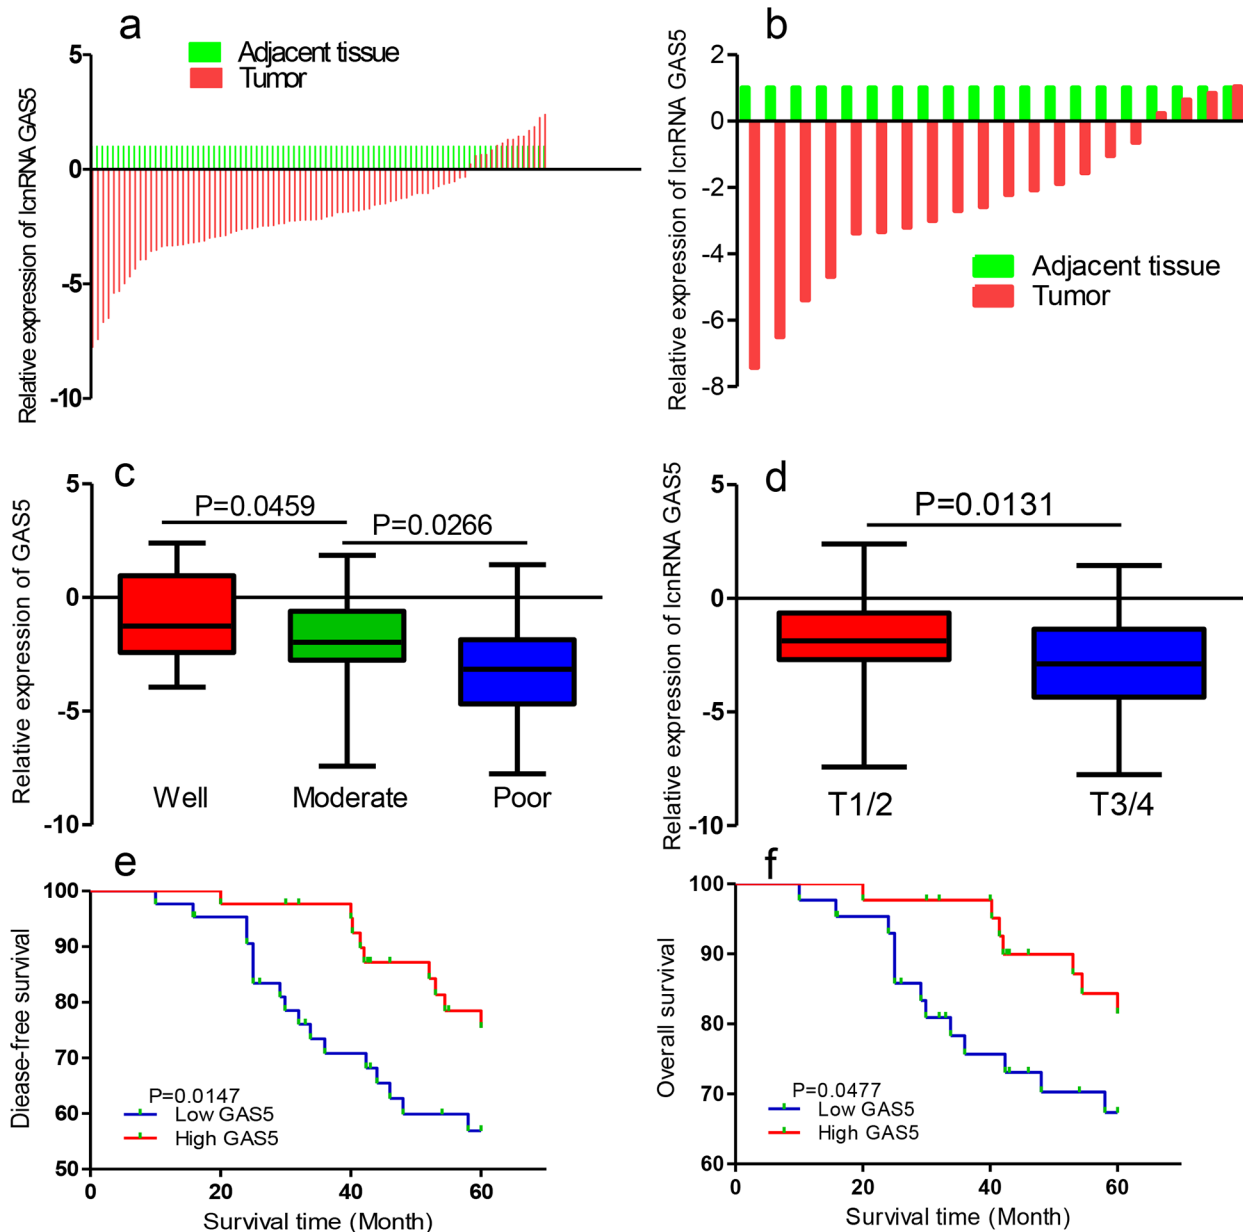 a
5
0
-5
-10
Relative expression of lcnRNA GAS5
Adjacent tissue
Tumor
b
2
0
-2
-4
-6
-8
Relative expression of lcnRNA GAS5
Adjacent tissue
Tumor
c
5
0
-5
-10
Relative expression of GAS5
P=0.0459
P=0.0266
Well
Moderate
Poor
d
5
0
-5
-10
Relative expression of lcnRNA GAS5
P=0.0131
T1/2
T3/4
e
100
90
80
70
60
50
Diease-free survival
P=0.0147
Low GAS5
High GAS5
0
20
40
60
Survival time (Month)
f
100
90
80
70
60
Overall survival
P=0.0477
Low GAS5
High GAS5
0
20
40
60
Survival time (Month)